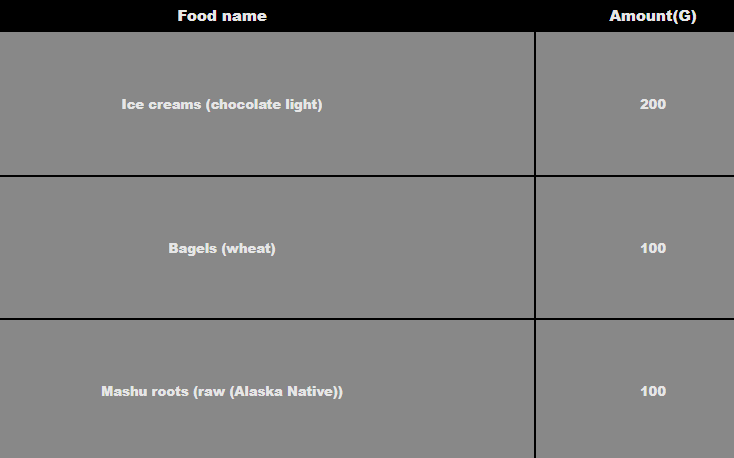 Food name Amount(G)
Ice creams (chocolate light) 200
Bagels (wheat) 100
Mashu roots (raw (Alaska Native)) 100